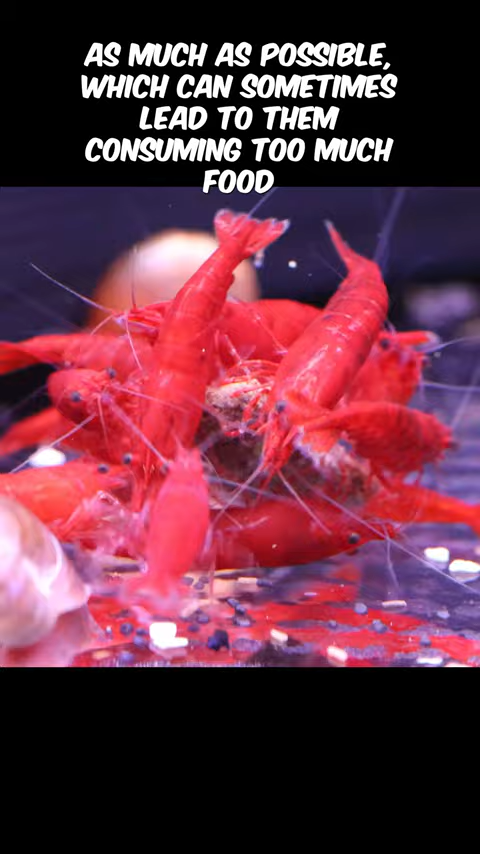 AS MUCH AS POSSIBLE,
WHICH CAN SOMETIMES
LEAD TO THEM
CONSUMING TOO MUCH
FOOD